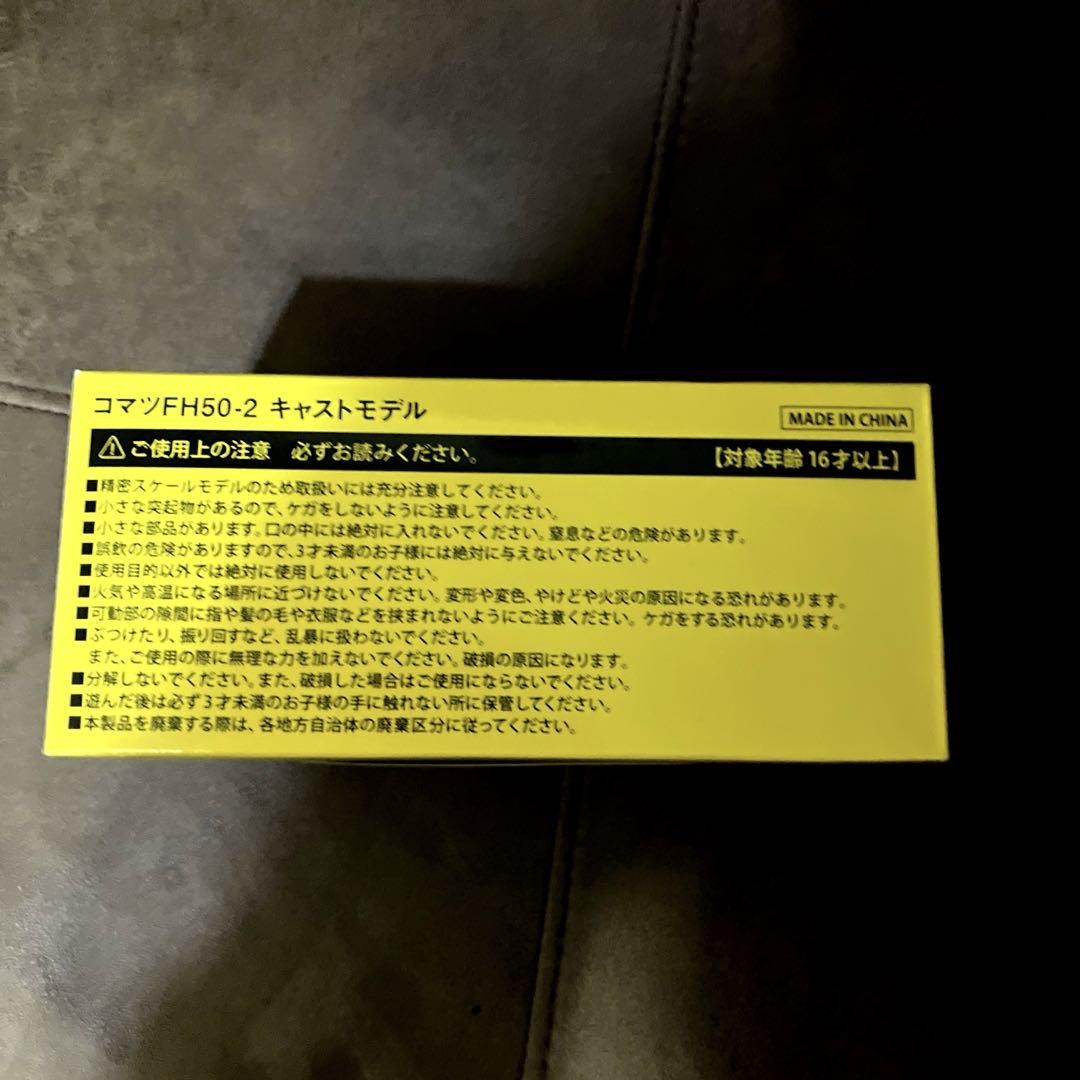 コマツFH50-2 キャストモデル
MADE IN CHINA
ご使用上の注意 必ずお読みください。 【対象年齢 16才以上】
■精密スケールモデルのため取扱いには充分注意してください。
■小さな突起物があるので、ケガをしないように注意してください。
■小さな部品があります。口の中には絶対に入れないでください。窒息などの危険があります。
■誤飲の危険がありますので、3才未満のお子様には絶対に与えないでください。
■使用目的以外では絶対に使用しないでください。
■火気や高温になる場所に近づけないでください。変形や変色、やけどや火災の原因になる恐れがあります。
■可動部の隙間に指や髪の毛や衣服などを挟まれないようにご注意ください。ケガをする恐れがあります。
■ぶつけたり、振り回すなど、乱暴に扱わないでください。
また、ご使用の際に無理な力を加えないでください。破損の原因になります。
■分解しないでください。また、破損した場合はご使用にならないでください。
■遊んだ後は必ず3才未満のお子様の手に触れない所に保管してください。
■本製品を廃棄する際は、各地方自治体の廃棄区分に従ってください。